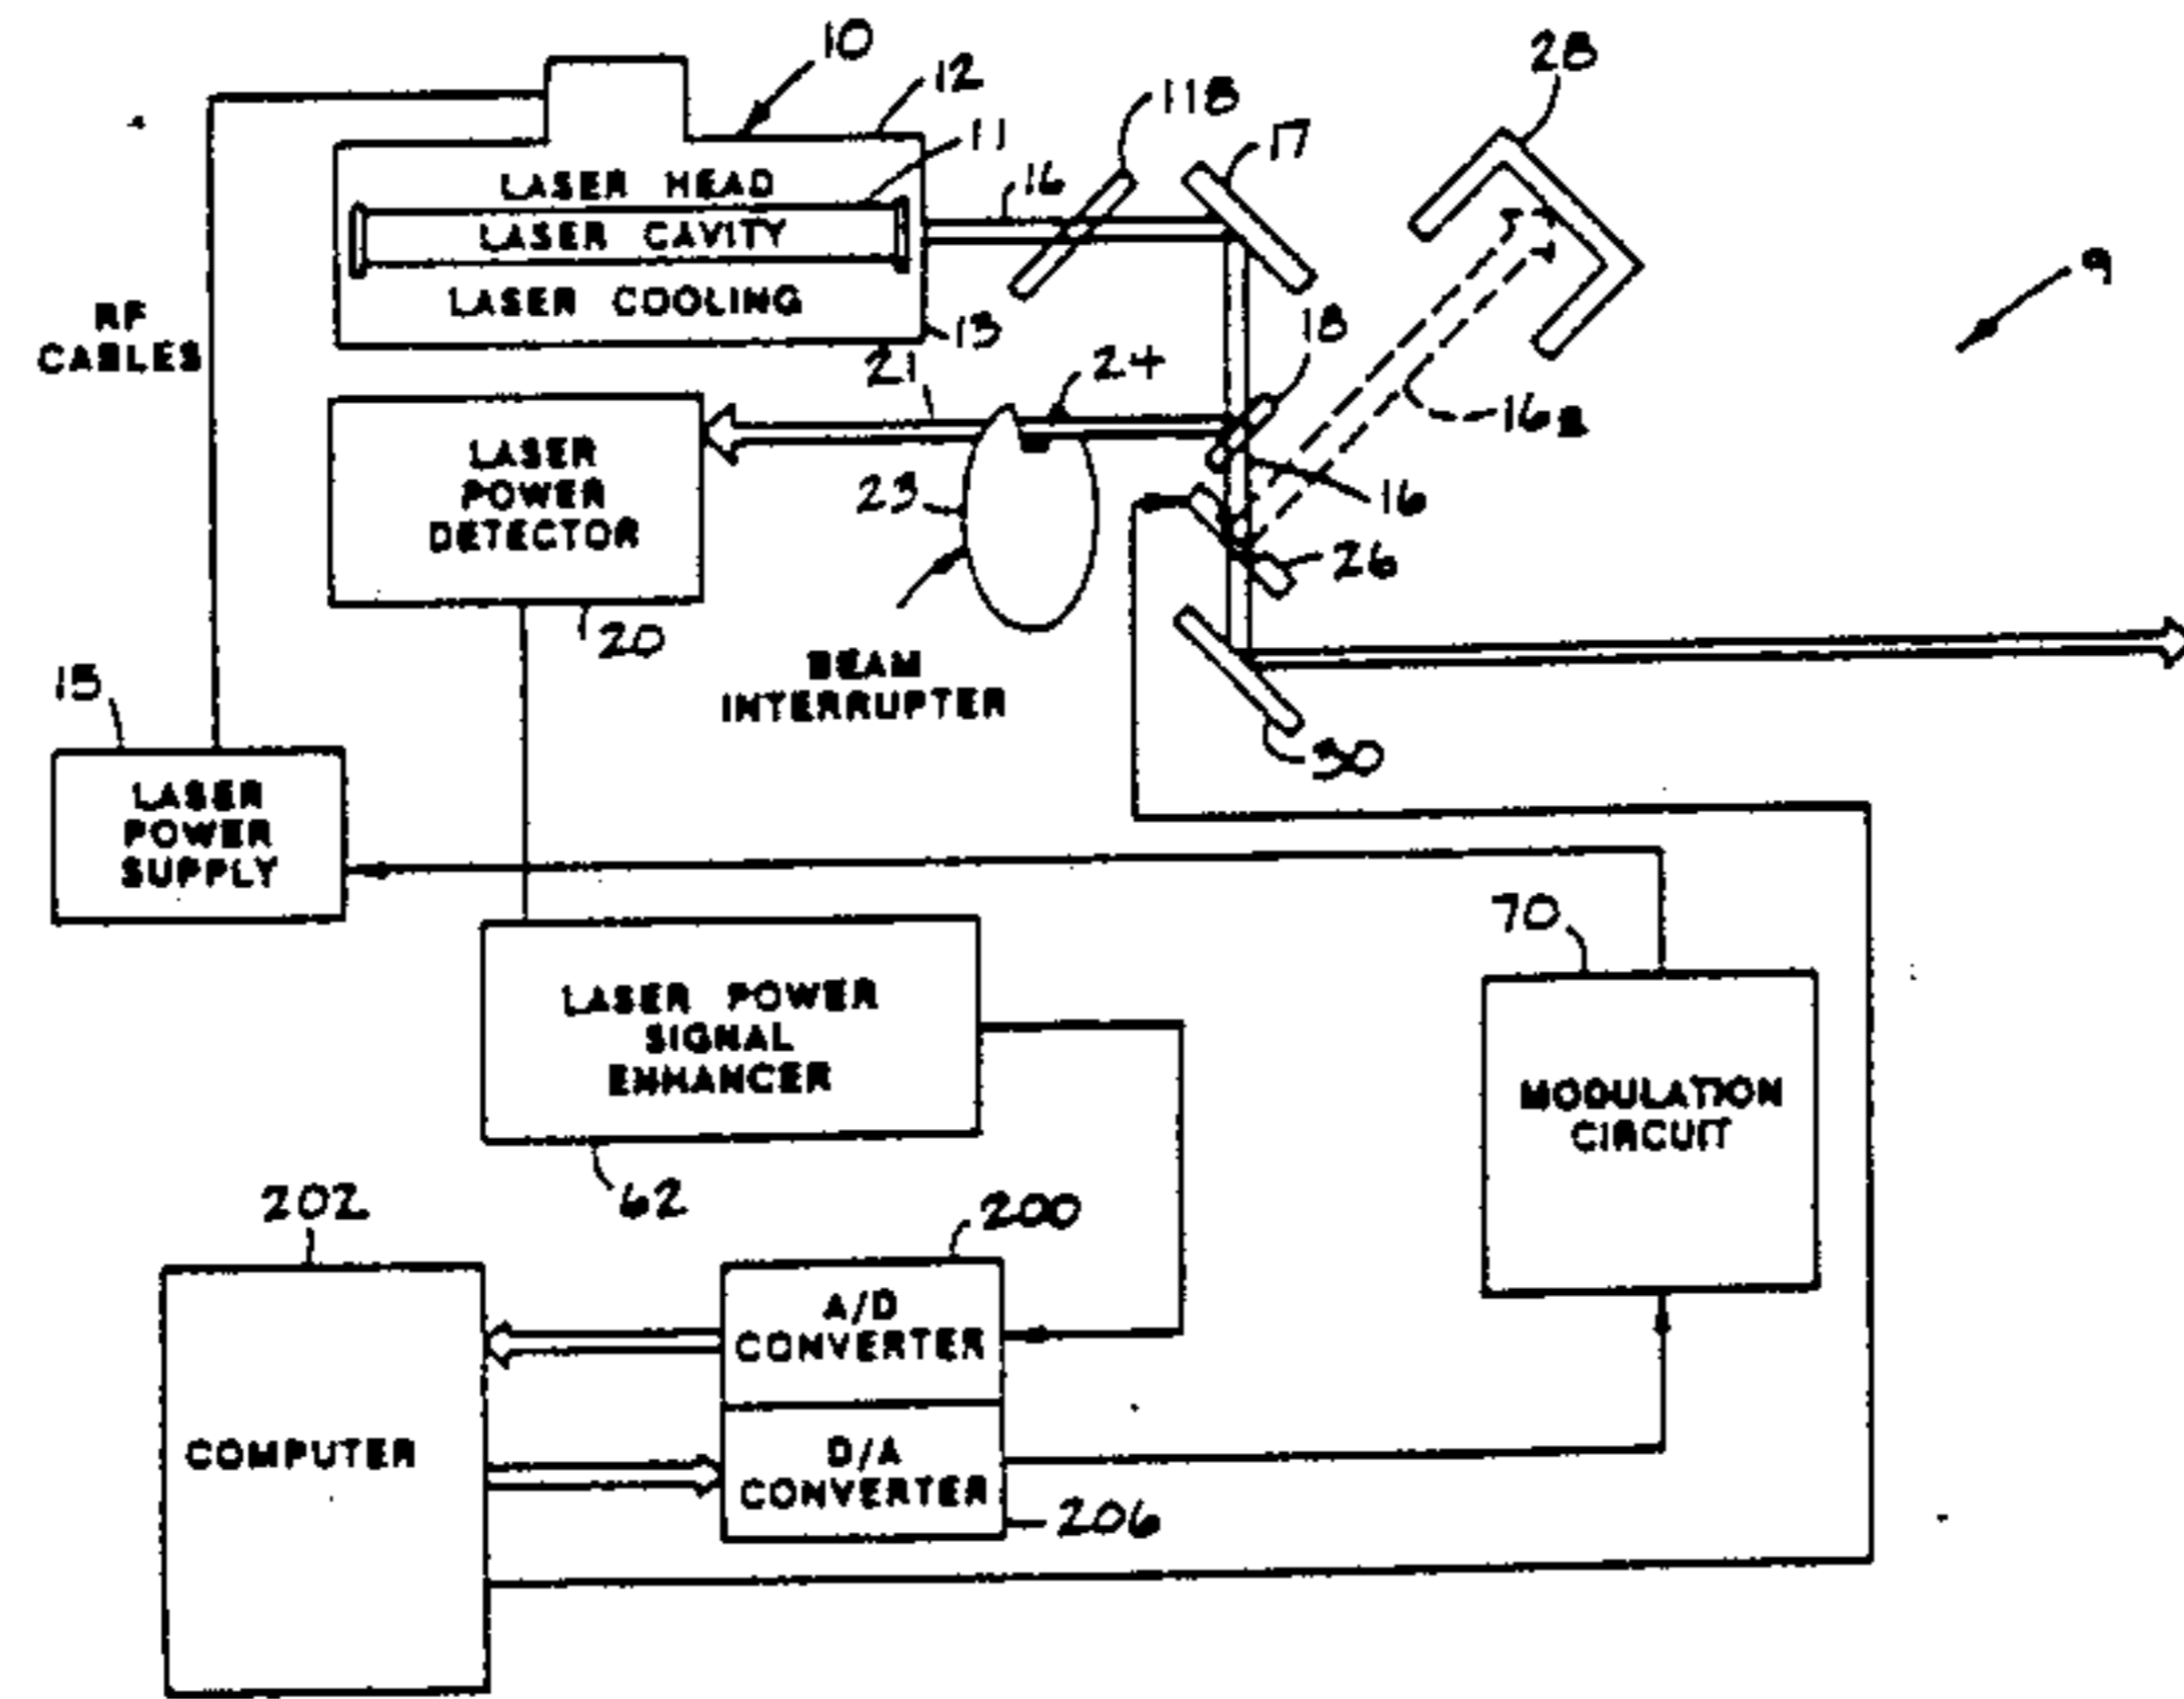 10
12
11
118
17
28
LASER HEAD
16
LASER CAVITY
LASER COOLING
9
RF
CABLES
13
18
21
24
16a
LASER
POWER
DETECTOR
23
16
26
20
BEAM
INTERRUPTER
15
30
LASER
POWER
SUPPLY
70
LASER POWER
SIGNAL
ENHANCER
MODULATION
CIRCUIT
202
62
200
A/D
CONVERTER
COMPUTER
D/A
CONVERTER
206